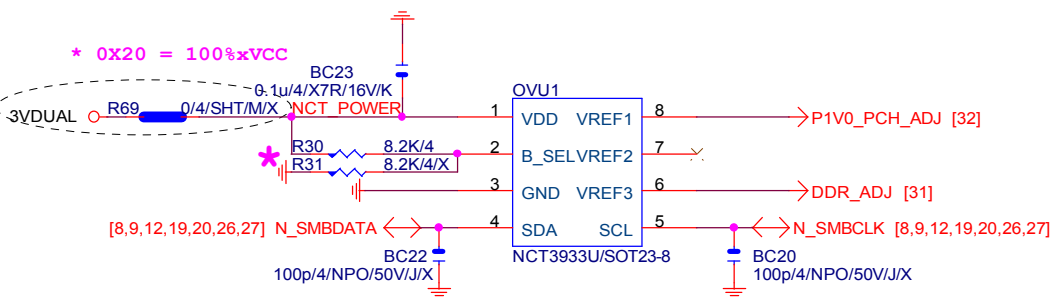 * 0X20 = 100%xVCC
BC23
0.1u/4/X7R/16V/K
OVU1
3VDUAL R69 0/4/SHT/M/X NCT_POWER 1 VDD VREF1 8 P1V0_PCH_ADJ [32]
* R30 8.2K/4 2 B_SEL VREF2 7
R31 8.2K/4/X
3 GND VREF3 6 DDR_ADJ [31]
[8,9,12,19,20,26,27] N_SMBDATA 4 SDA SCL 5 N_SMBCLK [8,9,12,19,20,26,27]
BC22 NCT3933U/SOT23-8 BC20
100p/4/NPO/50V/J/X 100p/4/NPO/50V/J/X